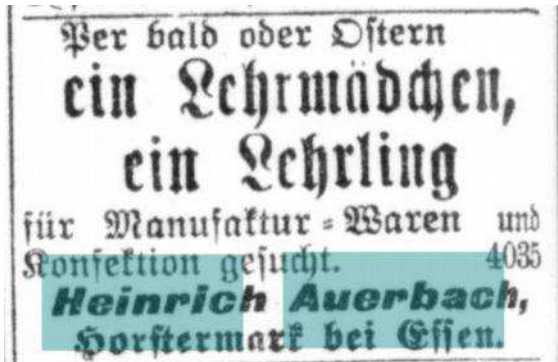 Per bald oder Ostern
ein Lehrmädchen,
ein Lehrling
für Manufaktur-Waren und
Konfektion gesucht. 4035
Heinrich Auerbach,
Horstermark bei Essen.